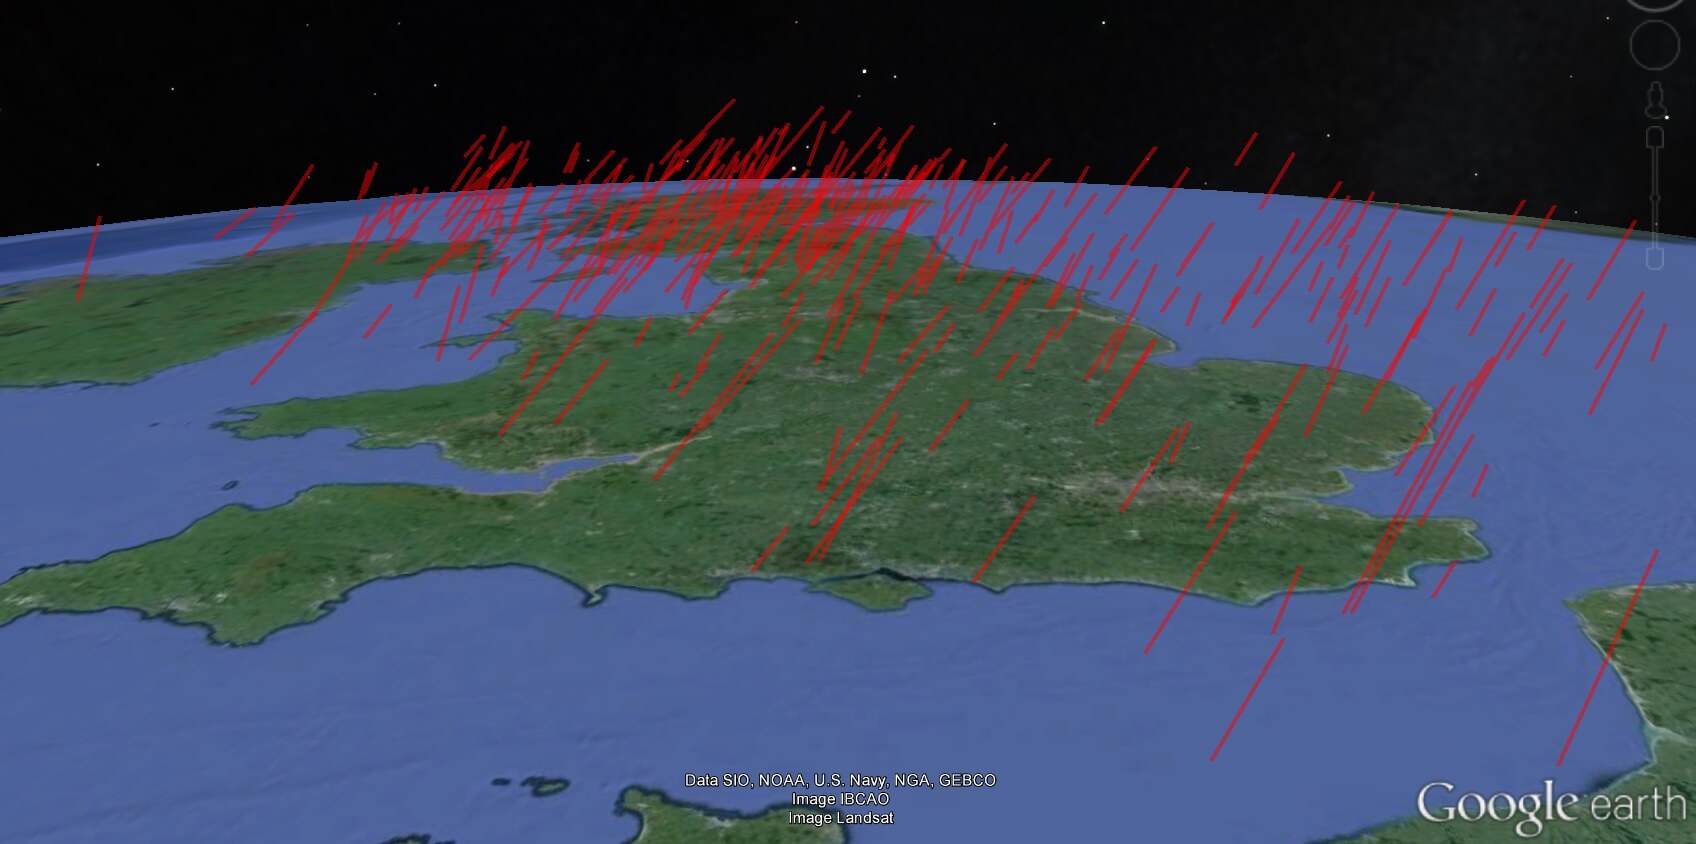 Data SIO, NOAA, U.S. Navy, NGA, GEBCO
Image IBCAO
Image Landsat
Google earth